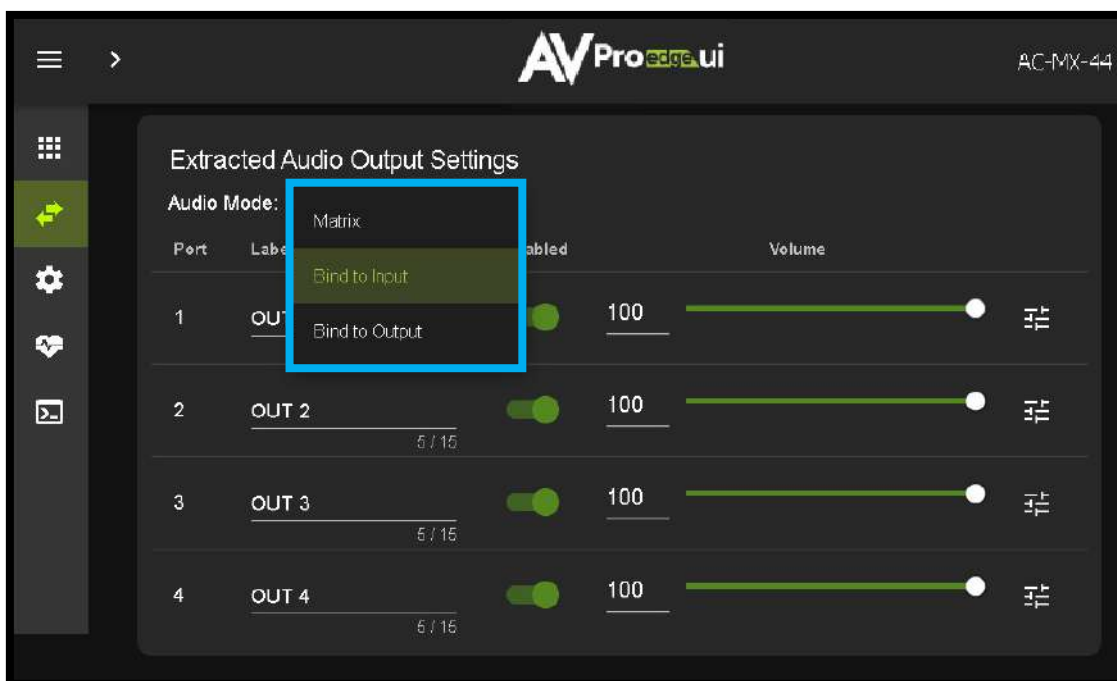 AVPro edge.ui
AC-MX-44
Extracted Audio Output Settings
Audio Mode:
Matrix
Bind to Input
Bind to Output
Port Labe abled Volume
1 OUT 100
2 OUT 2 100
5 / 15
3 OUT 3 100
5 / 15
4 OUT 4 100
5 / 15